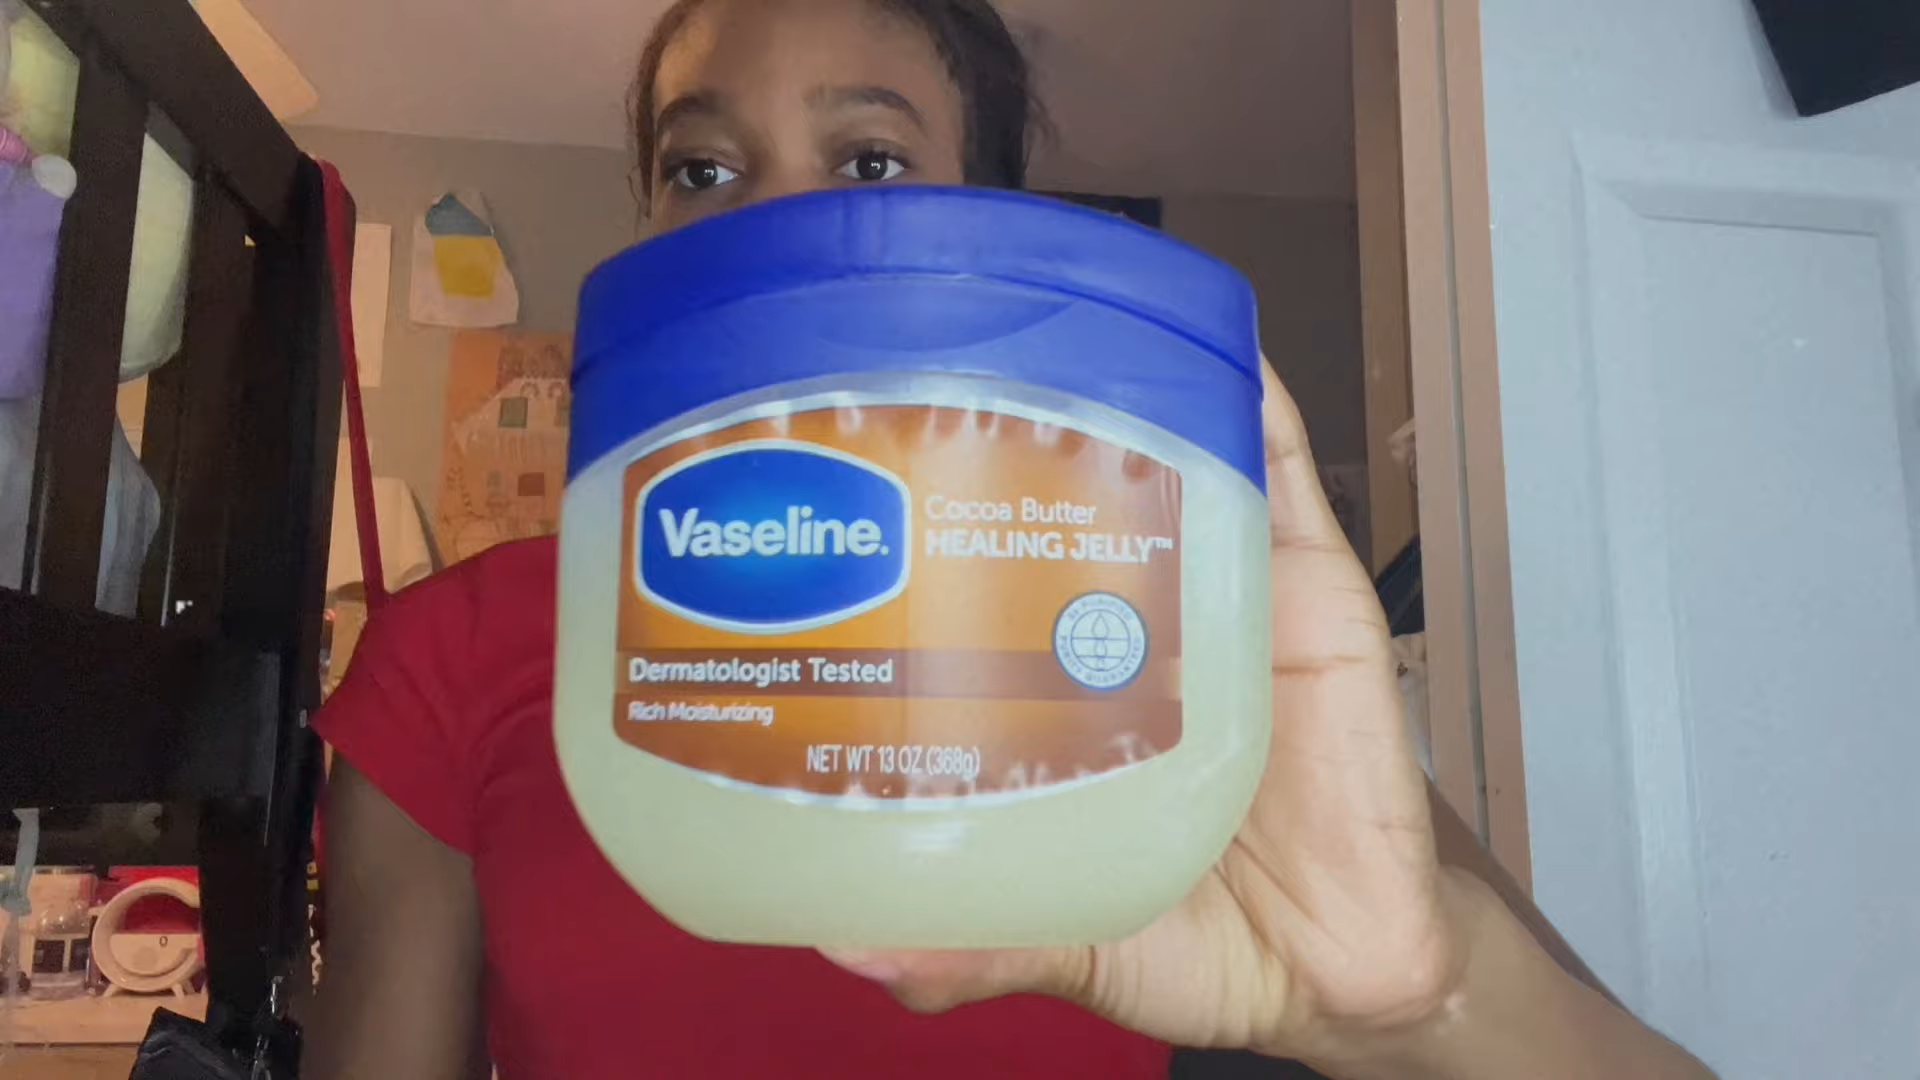 Vaseline.
Cocoa Butter
HEALING JELLY™
Dermatologist Tested
Rich Moisturizing
NET WT 13 OZ (368g)